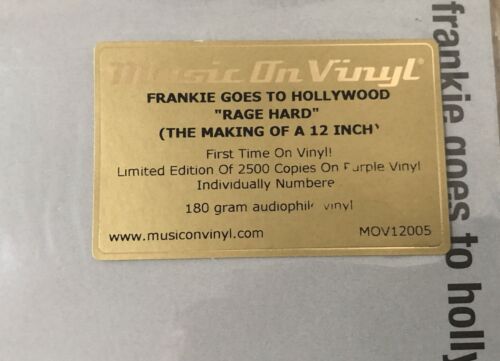 Music On Vinyl®
FRANKIE GOES TO HOLLYWOOD
"RAGE HARD"
(THE MAKING OF A 12 INCH)
First Time On Vinyl!
Limited Edition Of 2500 Copies On Purple Vinyl
Individually Numbere
180 gram audiophile vinyl
www.musiconvinyl.com MOV12005
frankie goes to holly